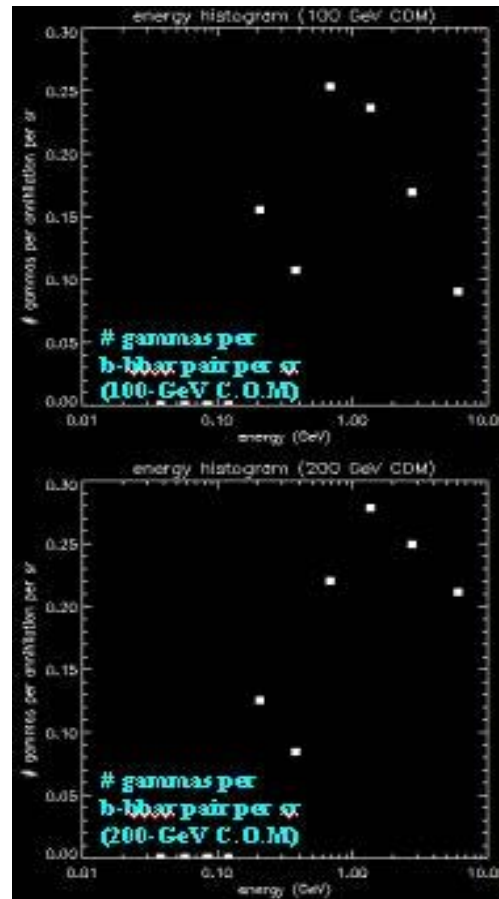 energy histogram (100 GeV CDM)
0.30
0.25
0.20
0.15
0.10
0.05
0.00
# gammas per annihilation per sr
# gammas per
b-bbar pair per sr
(100-GeV C.O.M)
0.01
0.10
1.00
10.0
energy (GeV)
energy histogram (200 GeV CDM)
0.30
0.25
0.20
0.15
0.10
0.05
0.00
# gammas per annihilation per sr
# gammas per
b-bbar pair per sr
(200-GeV C.O.M)
0.01
0.10
1.00
10.0
energy (GeV)